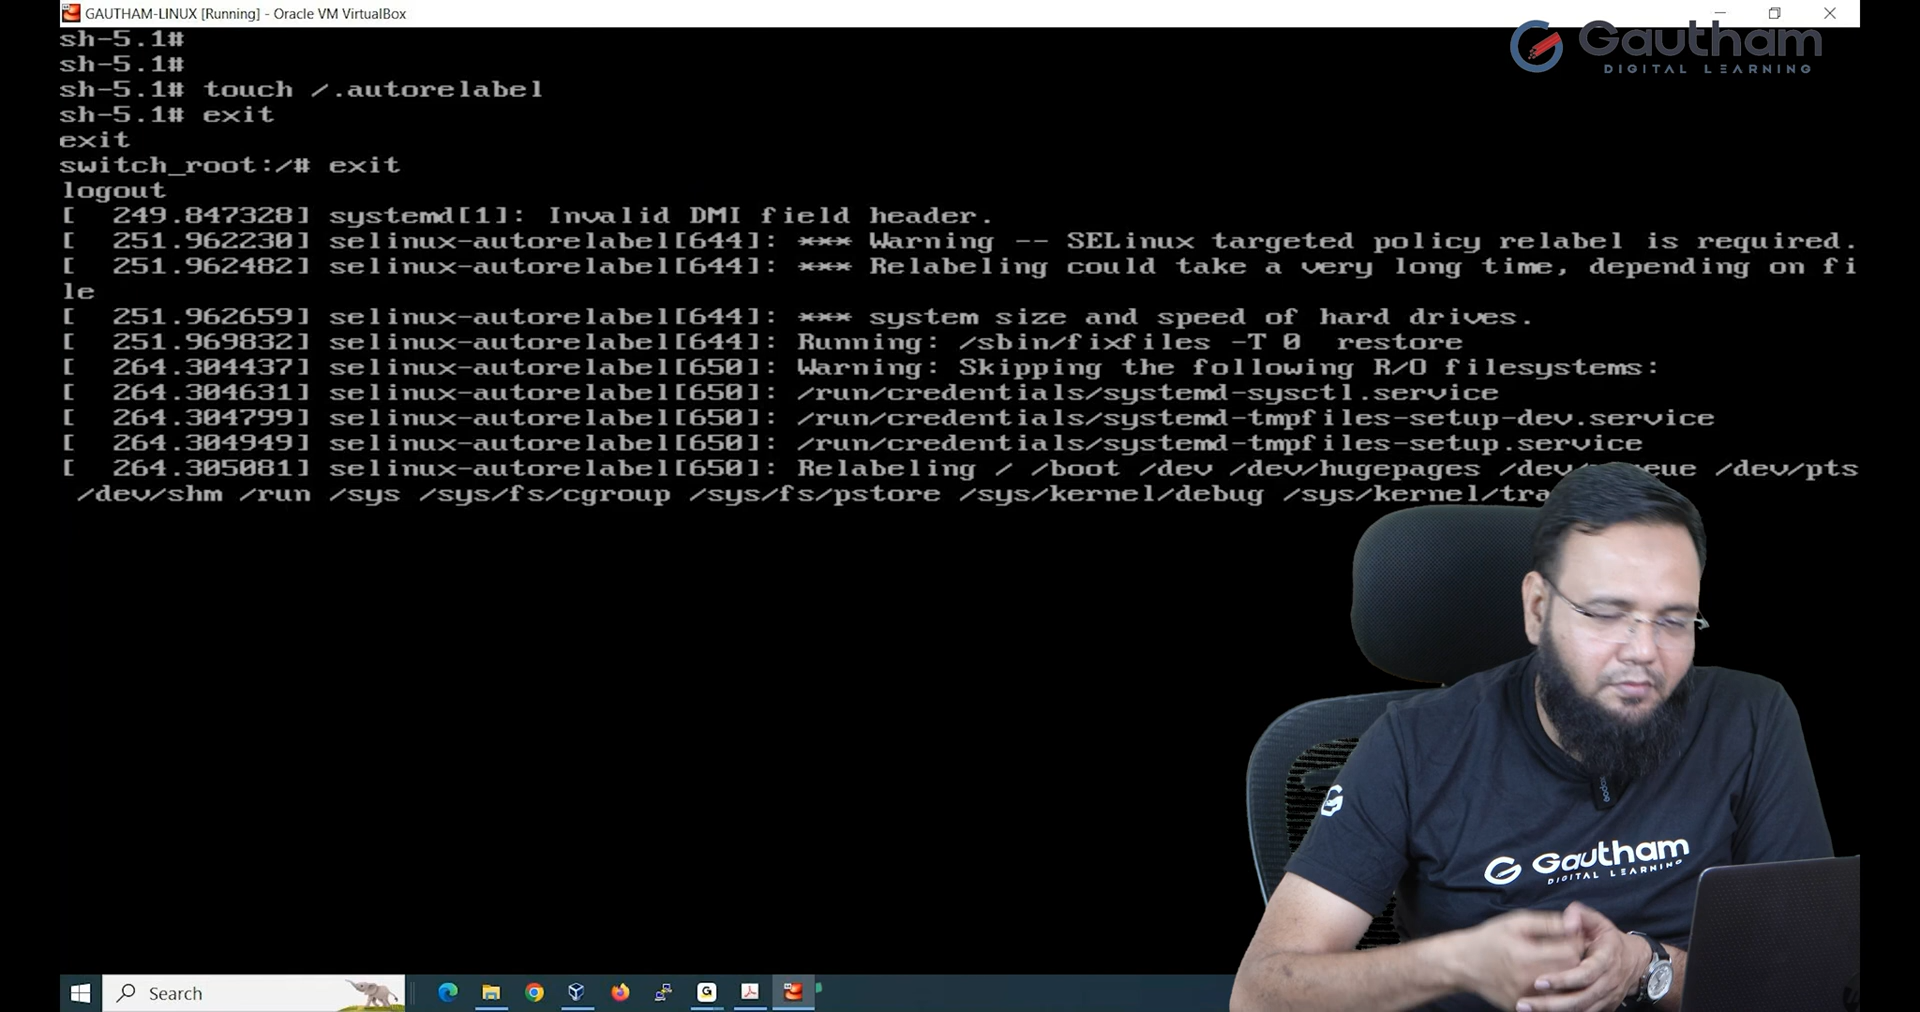 GAUTHAM-LINUX [Running] - Oracle VM VirtualBox
Gautham
DIGITAL LEARNING
sh-5.1#
sh-5.1#
sh-5.1# touch /.autorelabel
sh-5.1# exit
exit
switch_root:/# exit
logout
[   249.847328] systemd[1]: Invalid DMI field header.
[   251.962230] selinux-autorelabel[644]: *** Warning -- SELinux targeted policy relabel is required.
[   251.962482] selinux-autorelabel[644]: *** Relabeling could take a very long time, depending on fi
le
[   251.962659] selinux-autorelabel[644]: *** system size and speed of hard drives.
[   251.969832] selinux-autorelabel[644]: Running: /sbin/fixfiles -T 0  restore
[   264.304437] selinux-autorelabel[650]: Warning: Skipping the following R/O filesystems:
[   264.304631] selinux-autorelabel[650]: /run/credentials/systemd-sysctl.service
[   264.304799] selinux-autorelabel[650]: /run/credentials/systemd-tmpfiles-setup-dev.service
[   264.304949] selinux-autorelabel[650]: /run/credentials/systemd-tmpfiles-setup.service
[   264.305081] selinux-autorelabel[650]: Relabeling / /boot /dev /dev/hugepages /dev/pts
/dev/shm /run /sys /sys/fs/cgroup /sys/fs/pstore /sys/kernel/debug
Gautham
DIGITAL LEARNING
Search